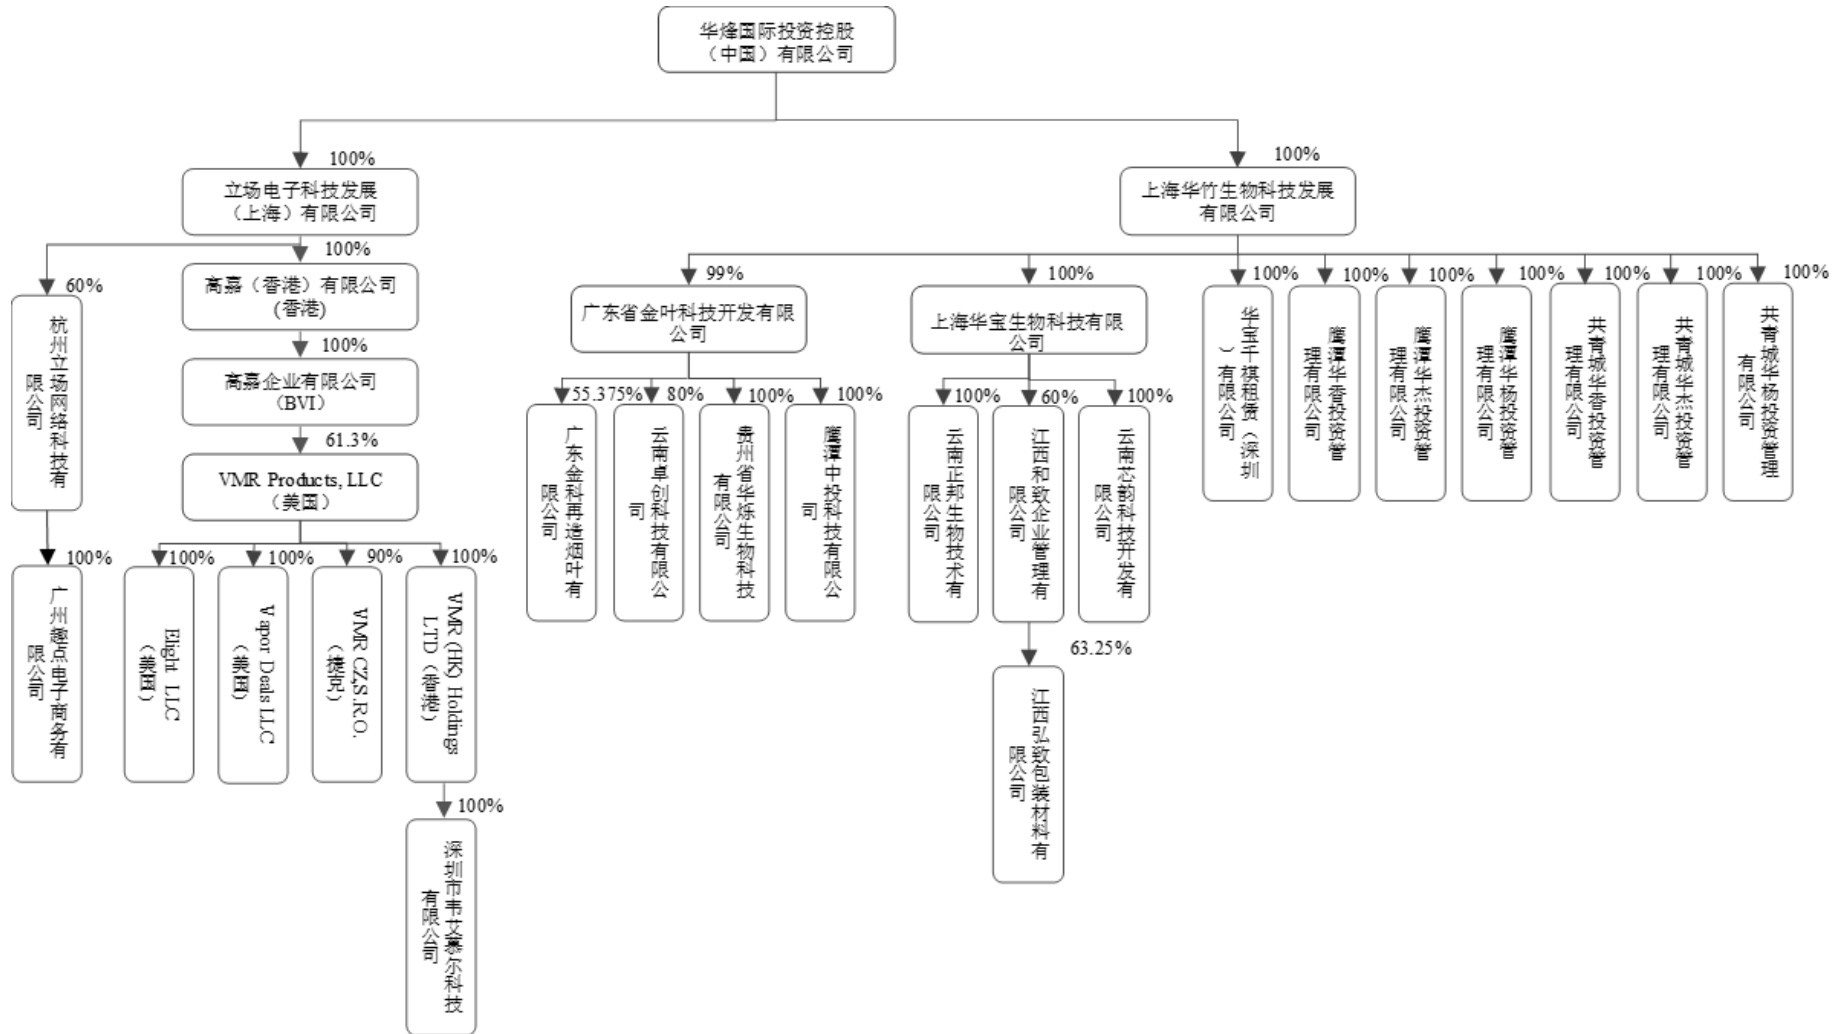 华烽国际投资控股
（中国）有限公司
100%
100%
立场电子科技发展
（上海）有限公司
上海华竹生物科技发展
有限公司
60%
100%
99%
100%
100%
100%
100%
100%
100%
100%
100%
杭州立场网络科技有
限公司
高嘉（香港）有限公司
(香港)
广东省金叶科技开发有限
公司
上海华宝生物科技有限
公司
华宝千祺租赁（深圳
）有限公司
鹰潭华香投资管
理有限公司
鹰潭华杰投资管
理有限公司
鹰潭华杨投资管
理有限公司
共青城华香投资管
理有限公司
共青城华杰投资管
理有限公司
共青城华杨投资管理
有限公司
100%
高嘉企业有限公司
（BVI）
55.375%
80%
100%
100%
100%
60%
100%
广东金科再造烟叶有
限公司
云南卓创科技有限公
司
贵州省华烁生物科技
有限公司
鹰潭中投科技有限公
司
云南正邦生物技术有
限公司
江西和致企业管理有
限公司
云南芯韵科技开发有
限公司
61.3%
VMR Products, LLC
（美国）
100%
100%
100%
90%
100%
广州趣点电子商务有
限公司
Elight LLC
（美国）
Vapor Deals LLC
（美国）
VMR CZ,S.R.O.
（捷克）
VMR (HK) Holdings
LTD（香港）
63.25%
江西弘致包装材料有
限公司
100%
深圳市韦艾慕尔科技
有限公司